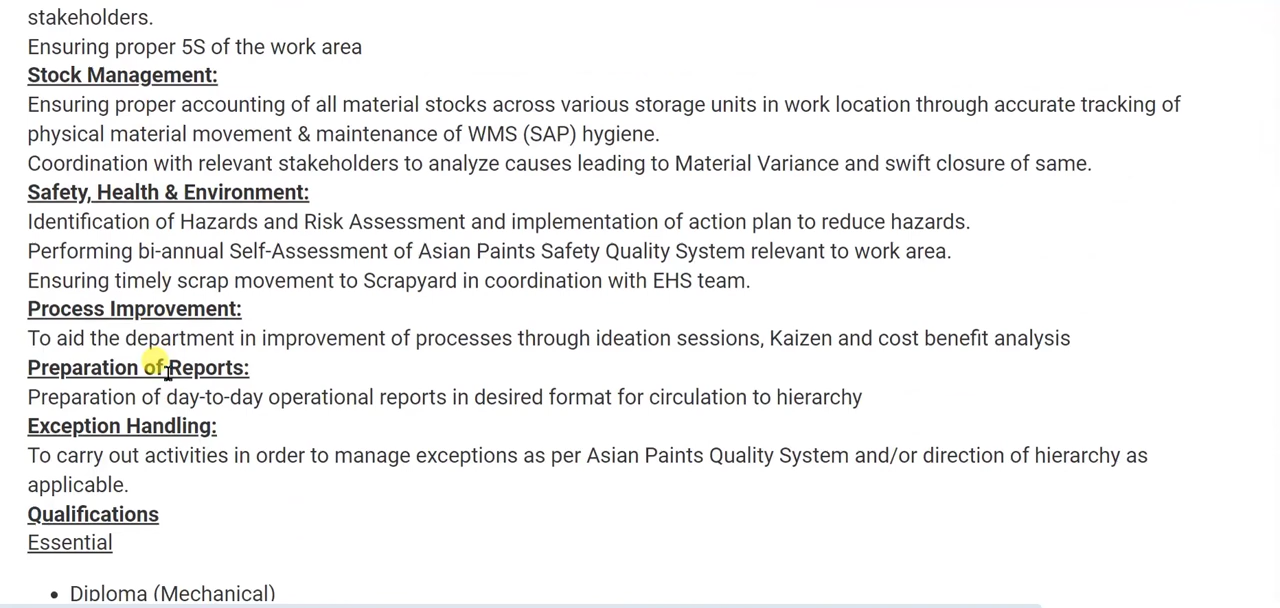 stakeholders.
Ensuring proper 5S of the work area
Stock Management:
Ensuring proper accounting of all material stocks across various storage units in work location through accurate tracking of
physical material movement & maintenance of WMS (SAP) hygiene.
Coordination with relevant stakeholders to analyze causes leading to Material Variance and swift closure of same.
Safety, Health & Environment:
Identification of Hazards and Risk Assessment and implementation of action plan to reduce hazards.
Performing bi-annual Self-Assessment of Asian Paints Safety Quality System relevant to work area.
Ensuring timely scrap movement to Scrapyard in coordination with EHS team.
Process Improvement:
To aid the department in improvement of processes through ideation sessions, Kaizen and cost benefit analysis
Preparation of Reports:
Preparation of day-to-day operational reports in desired format for circulation to hierarchy
Exception Handling:
To carry out activities in order to manage exceptions as per Asian Paints Quality System and/or direction of hierarchy as
applicable.
Qualifications
Essential
• Diploma (Mechanical)